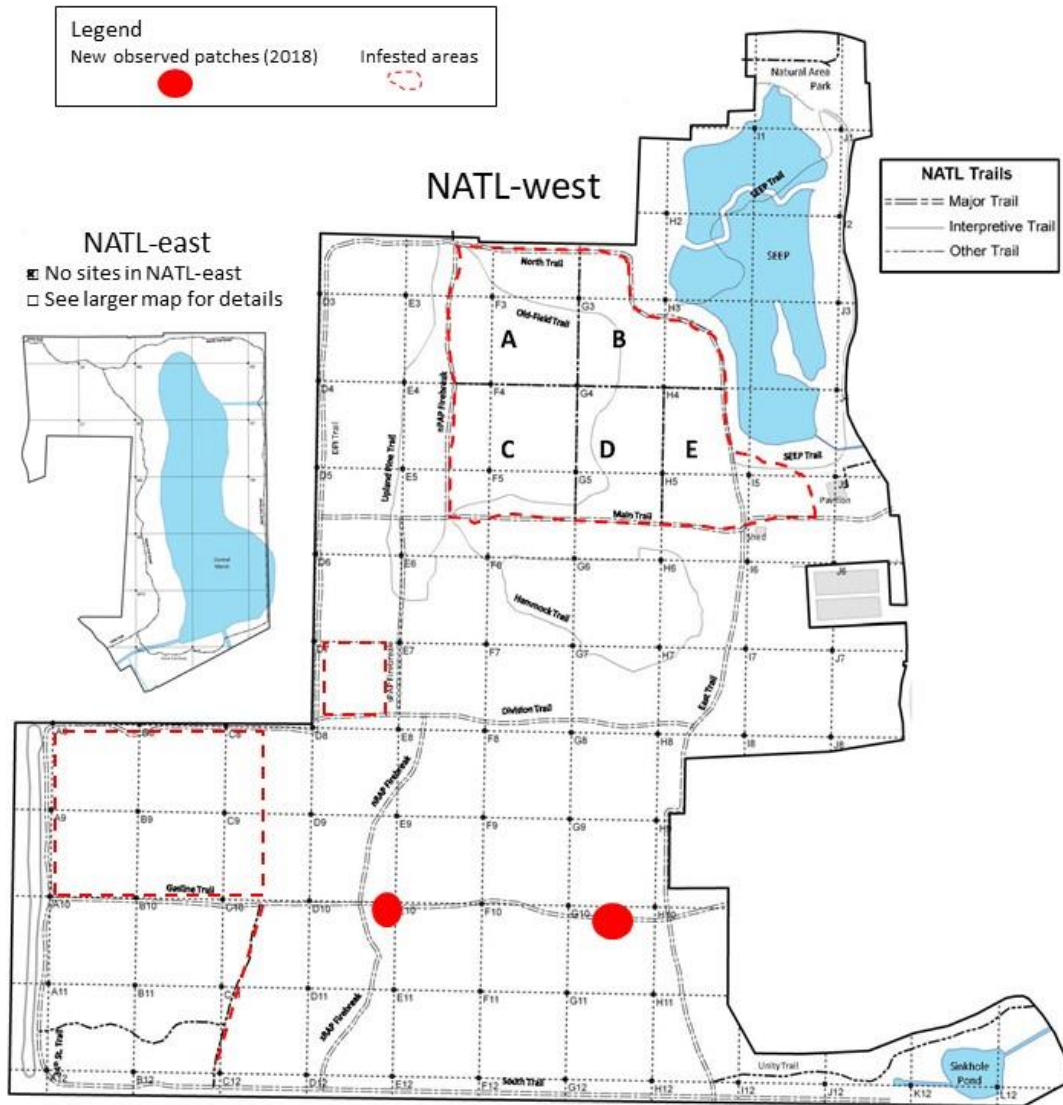 Legend
New observed patches (2018)
Infested areas
Natural Area
Park
I1
J1
NATL-west
NATL Trails
Major Trail
Interpretive Trail
Other Trail
SEEP Trail
H2
J2
SEEP
NATL-east
No sites in NATL-east
See larger map for details
North Trail
D3
E3
F3
G3
H3
J3
Old-Field Trail
A
B
D4
E4
F4
G4
H4
nPAP Firebreak
Upland Pine Trail
C
D
E
SEEP Trail
D5
E5
F5
G5
H5
I5
J5
Pavilion
Main Trail
D6
E6
F6
G6
H6
I6
J6
Hammock Trail
E7
F7
G7
H7
I7
J7
East Trail
Division Trail
D8
E8
F8
G8
H8
I8
J8
nRAP Firebreak
A9
B9
C9
D9
E9
F9
G9
Gasline Trail
A10
B10
C10
D10
F10
G10
H10
A11
B11
D11
E11
F11
G11
H11
B12
C12
D12
E12
F12
G12
H12
I12
J12
K12
L12
South Trail
Unity Trail
Sinkhole
Pond